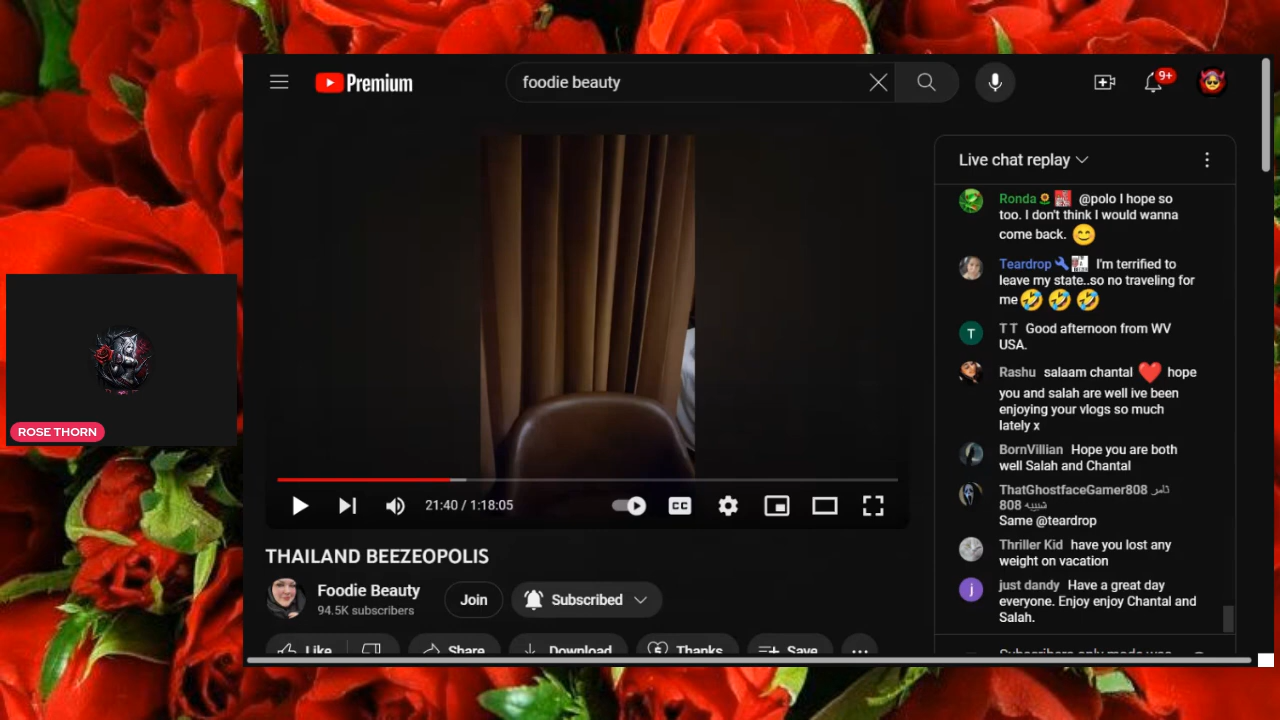 Premium
foodie beauty
9+
Live chat replay
Ronda @polo I hope so
too. I don't think I would wanna
come back.
Teardrop I'm terrified to
leave my state..so no traveling for
me
T T Good afternoon from WV
USA.
Rashu salaam chantal hope
you and salah are well ive been
enjoying your vlogs so much
lately x
BornVillian Hope you are both
well Salah and Chantal
ThatGhostfaceGamer808
808
Same @teardrop
Thriller Kid have you lost any
weight on vacation
T
j
just dandy Have a great day
everyone. Enjoy enjoy Chantal and
Salah.
Subscribers-only mode was
ROSE THORN
21:40 / 1:18:05
CC
THAILAND BEEZEOPOLIS
Foodie Beauty
94.5K subscribers
Join
Subscribed
Like
Share
Download
Thanks
Save